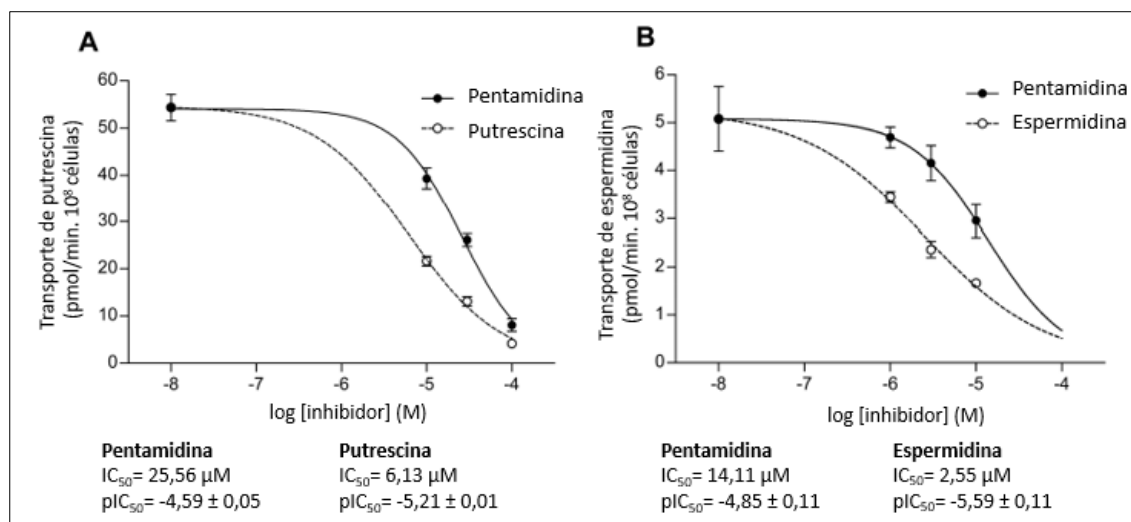 A
Transporte de putrescina
(pmol/min. 10⁸ células)
60
50
40
30
20
10
0
Pentamidina
Putrescina
-8 -7 -6 -5 -4
log [inhibidor] (M)
Pentamidina
IC₅₀= 25,56 µM
pIC₅₀= -4,59 ± 0,05
Putrescina
IC₅₀= 6,13 µM
pIC₅₀= -5,21 ± 0,01
B
Transporte de espermidina
(pmol/min. 10⁸ células)
6
5
4
3
2
1
0
Pentamidina
Espermidina
-8 -7 -6 -5 -4
log [inhibidor] (M)
Pentamidina
IC₅₀= 14,11 µM
pIC₅₀= -4,85 ± 0,11
Espermidina
IC₅₀= 2,55 µM
pIC₅₀= -5,59 ± 0,11